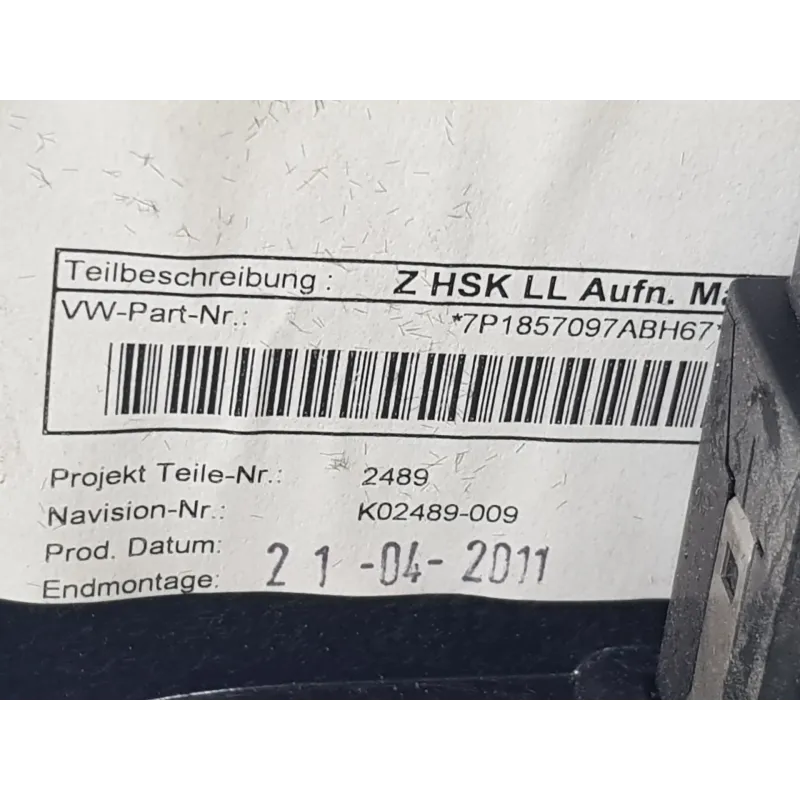 Teilbeschreibung : Z HSK LL Aufn.
VW-Part-Nr.: *7P1857097ABH67*
Projekt Teile-Nr.: 2489
Navision-Nr.: K02489-009
Prod. Datum:
Endmontage: 21-04-2011